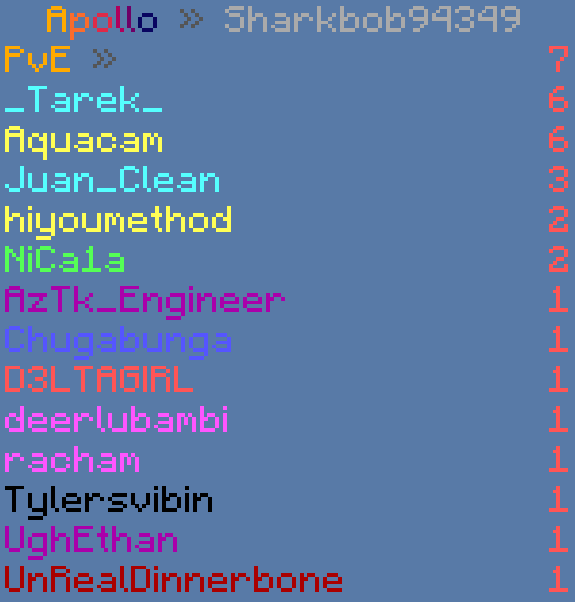 Apollo » Sharkbob94349
PvE » 7
_Tarek_ 6
Aquacam 6
Juan_Clean 3
hiyoumethod 2
NiCa1a 2
AzTk_Engineer 1
Chugabunga 1
D3LTAGIRL 1
deerlubambi 1
racham 1
Tylersvibin 1
UghEthan 1
UnRealDinnerbone 1